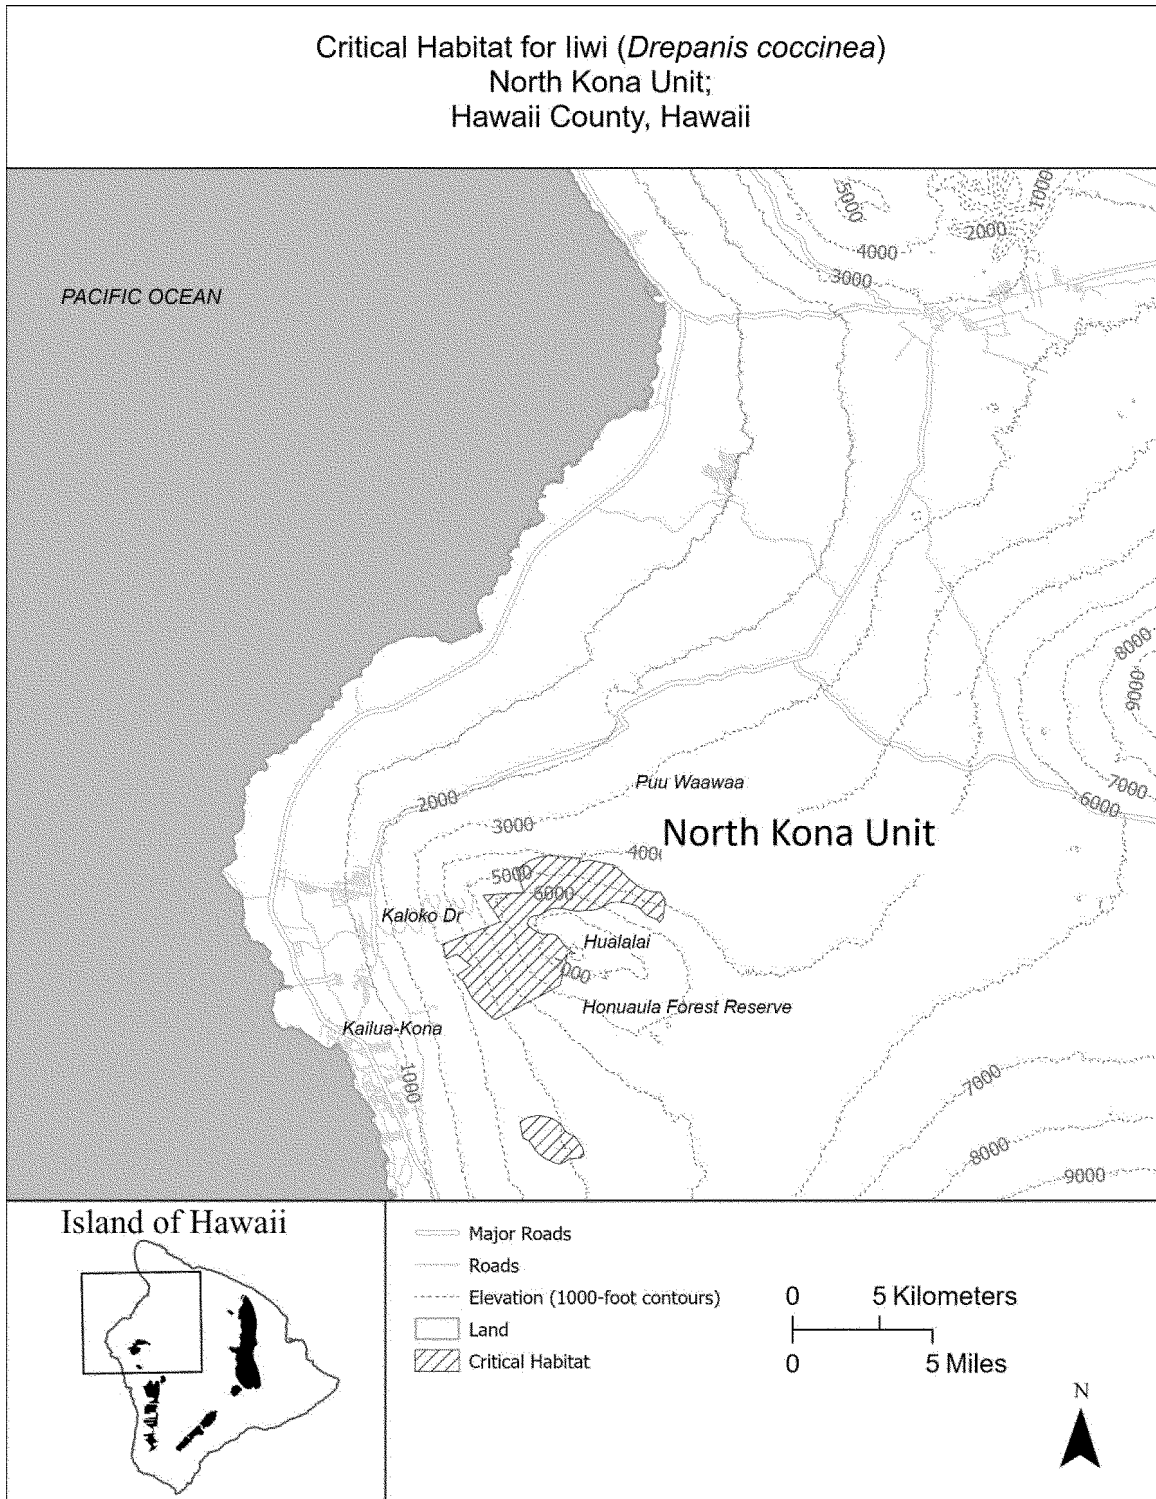 Critical Habitat for Iiwi (Drepanis coccinea)
North Kona Unit;
Hawaii County, Hawaii
5000
1000
2000
4000
3000
PACIFIC OCEAN
8000
9000
7000
6000
Puu Waawaa
2000
3000
North Kona Unit
400
5000
6000
Kaloko Dr
Hualalai
7000
Honuaula Forest Reserve
Kailua-Kona
1000
7000
8000
9000
Island of Hawaii
Major Roads
Roads
Elevation (1000-foot contours)
Land
Critical Habitat
0 5 Kilometers
0 5 Miles
N